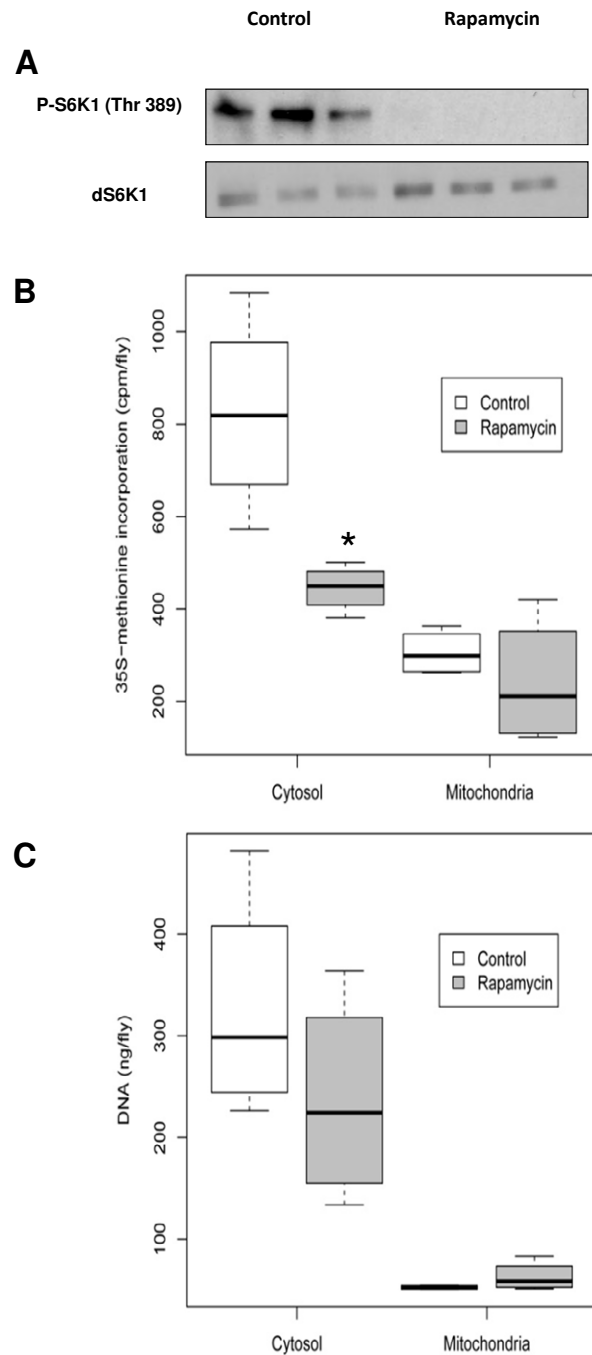 Control Rapamycin
A
P-S6K1 (Thr 389)
dS6K1
B
35S-methionine incorporation (cpm/fly)
1000
800
600
400
200
*
Control
Rapamycin
Cytosol Mitochondria
C
DNA (ng/fly)
400
300
200
100
Control
Rapamycin
Cytosol Mitochondria